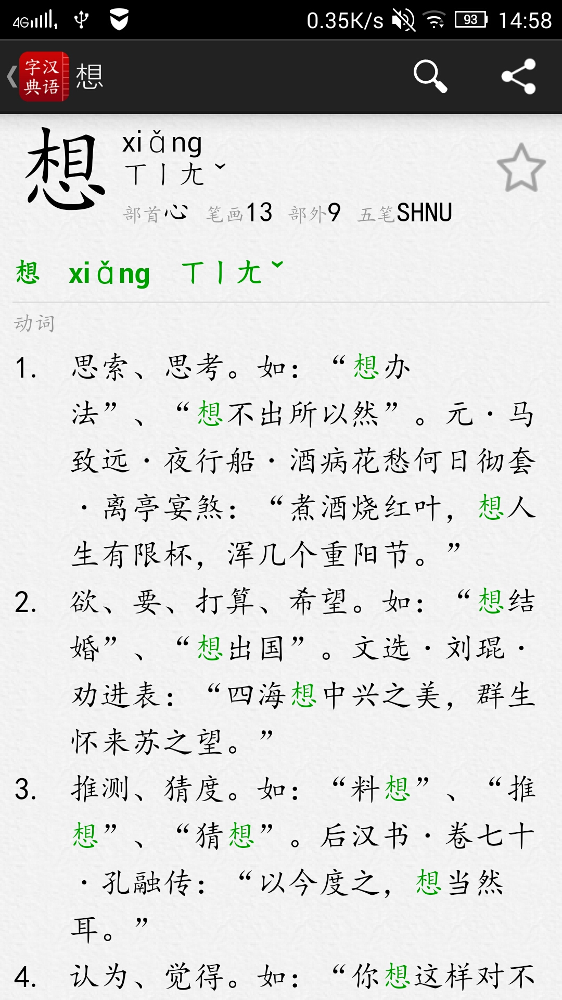 4G 0.35K/s 93 14:58
字汉典语 想
想 xiǎng
ㄒㄧㄤˇ
部首心 笔画13 部外9 五笔SHNU
想 xiǎng ㄒㄧㄤˇ
动词
1. 思索、思考。如：“想办
法”、“想不出所以然”。元·马
致远·夜行船·酒病花愁何日彻套
·离亭宴煞：“煮酒烧红叶，想人
生有限杯，浑几个重阳节。”
2. 欲、要、打算、希望。如：“想结
婚”、“想出国”。文选·刘琨·
劝进表：“四海想中兴之美，群生
怀来苏之望。”
3. 推测、猜度。如：“料想”、“推
想”、“猜想”。后汉书·卷七十
·孔融传：“以今度之，想当然
耳。”
4. 认为、觉得。如：“你想这样对不